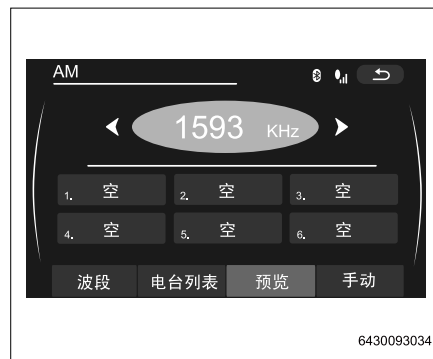 AM
1593 KHz
1. 空 2. 空 3. 空
4. 空 5. 空 6. 空
波段 电台列表 预览 手动
6430093034